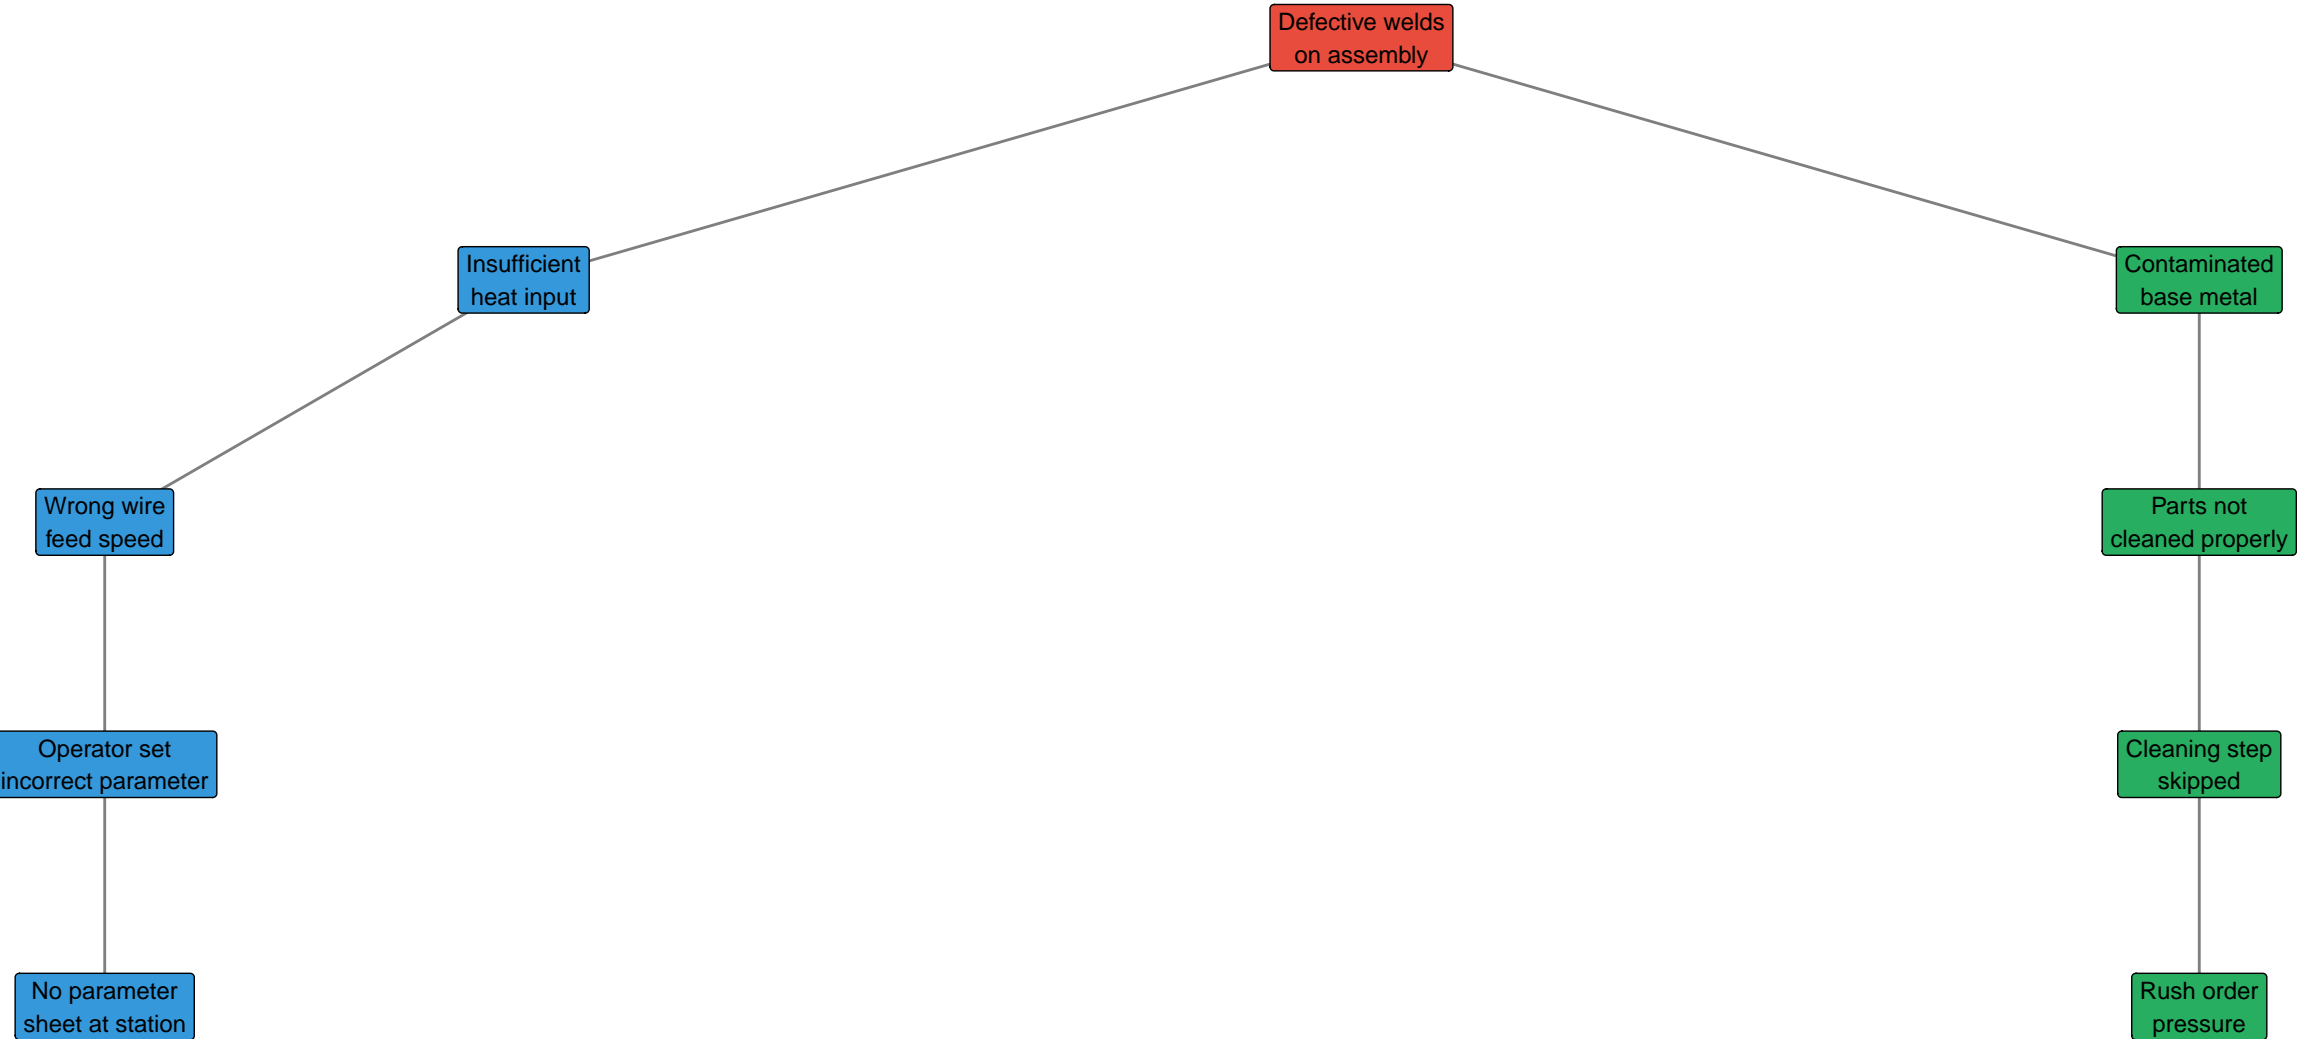 Defective welds
on assembly
Insufficient
heat input
Contaminated
base metal
Wrong wire
feed speed
Parts not
cleaned properly
Operator set
incorrect parameter
Cleaning step
skipped
No parameter
sheet at station
Rush order
pressure